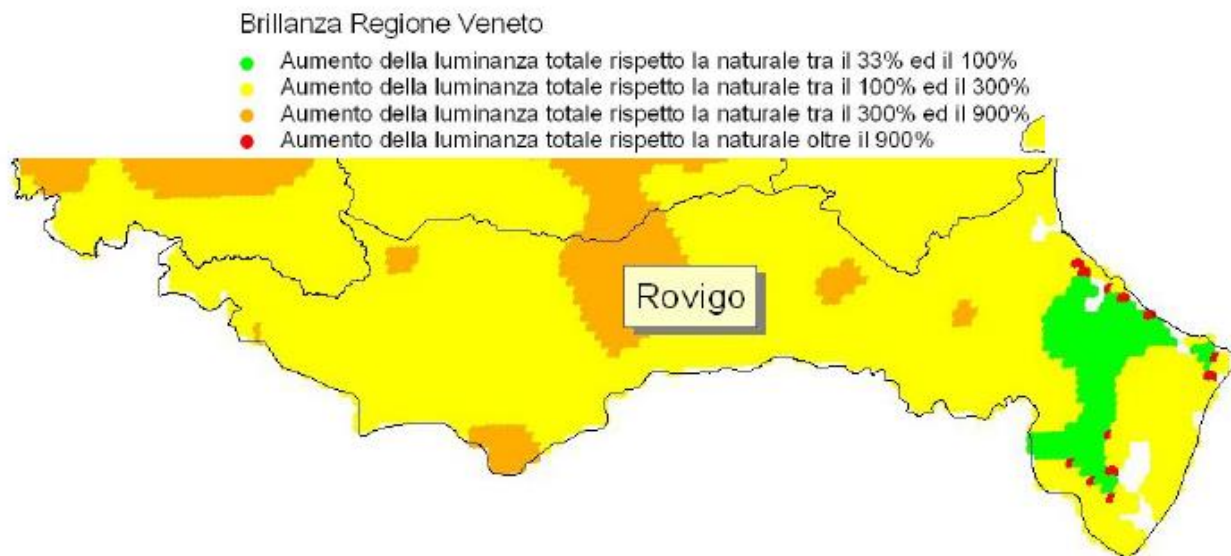 Brillanza Regione Veneto
Aumento della luminanza totale rispetto la naturale tra il 33% ed il 100%
Aumento della luminanza totale rispetto la naturale tra il 100% ed il 300%
Aumento della luminanza totale rispetto la naturale tra il 300% ed il 900%
Aumento della luminanza totale rispetto la naturale oltre il 900%
Rovigo